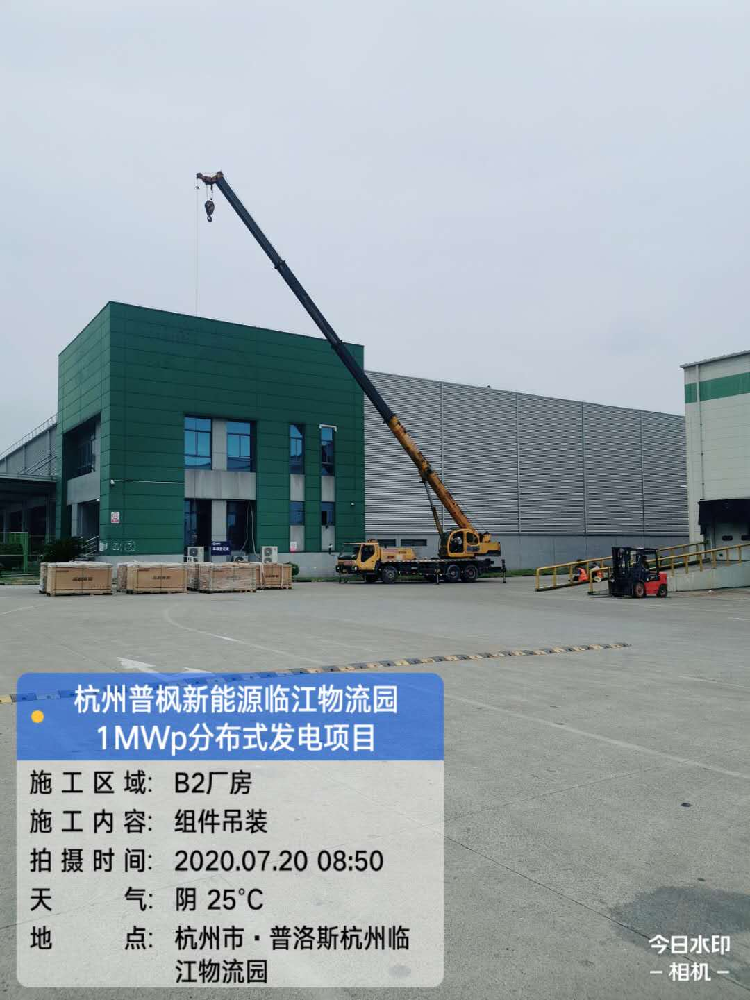 杭州普枫新能源临江物流园
1MWp分布式发电项目
施工区域: B2厂房
施工内容: 组件吊装
拍摄时间: 2020.07.20 08:50
天气: 阴 25°C
地点: 杭州市·普洛斯杭州临
江物流园
今日水印
-相机-